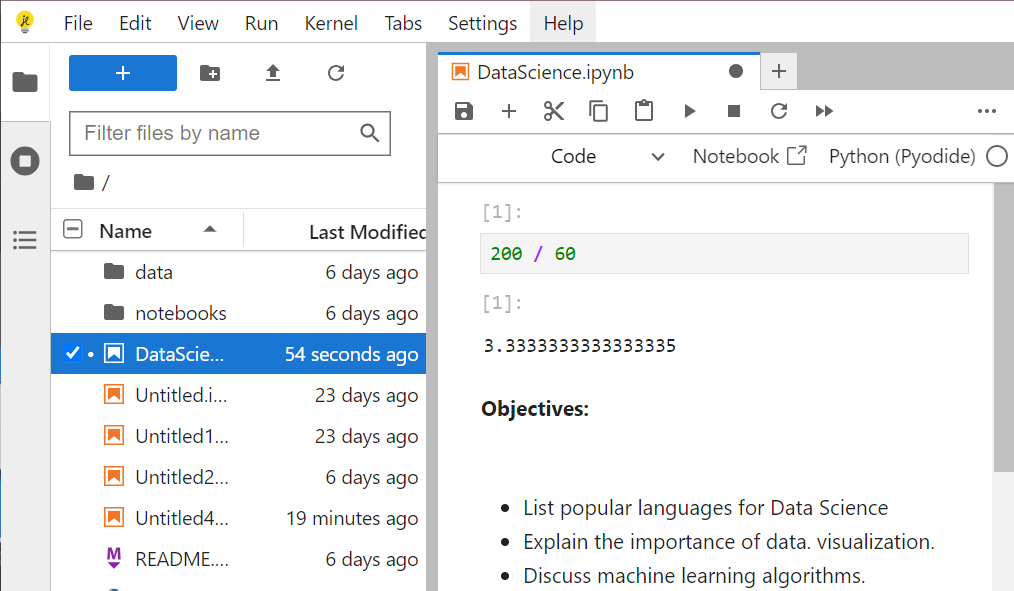 File Edit View Run Kernel Tabs Settings Help
Filter files by name
/
Name Last Modified
data 6 days ago
notebooks 6 days ago
DataScie... 54 seconds ago
Untitled.i... 23 days ago
Untitled1... 23 days ago
Untitled2... 6 days ago
Untitled4... 19 minutes ago
README.... 6 days ago
DataScience.ipynb
Code Notebook Python (Pyodide)
[1]:
200 / 60
[1]:
3.3333333333333335
Objectives:
• List popular languages for Data Science
• Explain the importance of data. visualization.
• Discuss machine learning algorithms.